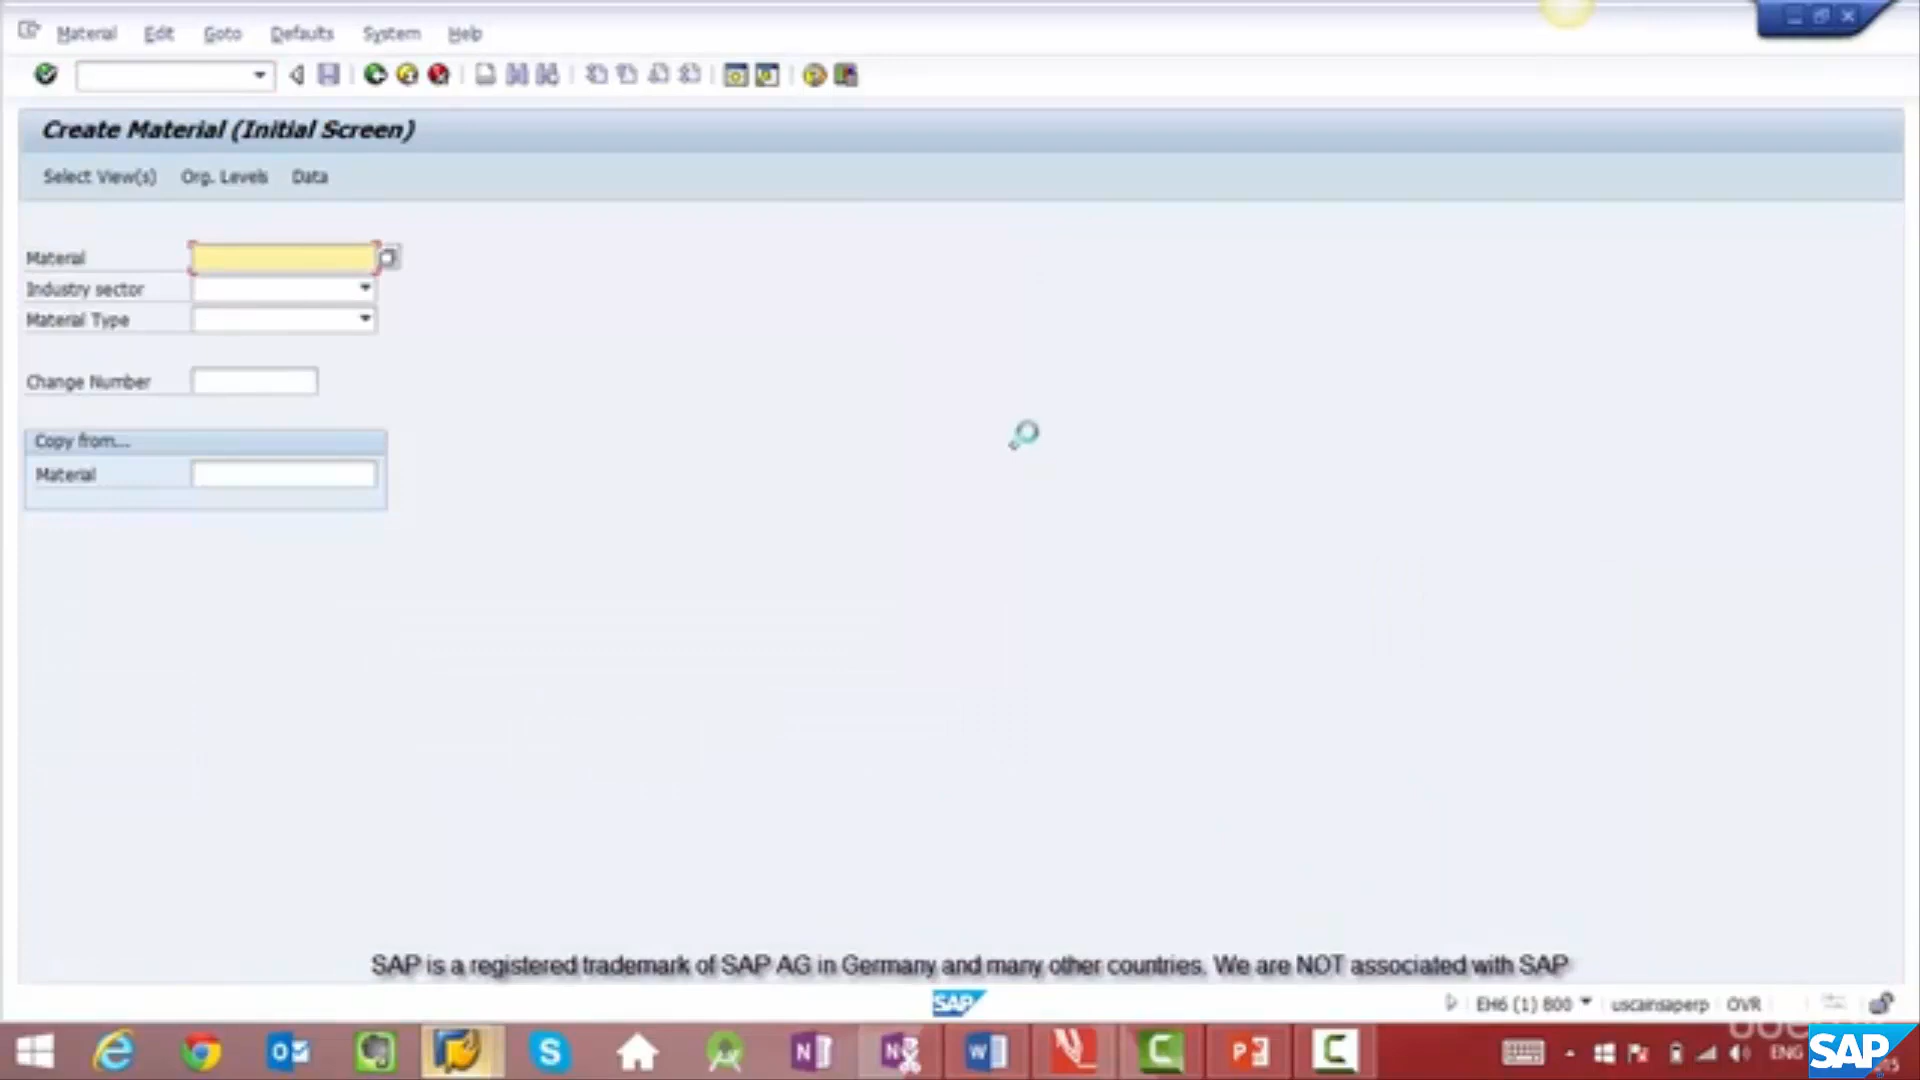 Material Edit Goto Defaults System Help
Create Material (Initial Screen)
Select View(s) Org. Levels Data
Material
Industry sector
Material Type
Change Number
Copy from...
Material
SAP is a registered trademark of SAP AG in Germany and many other countries. We are NOT associated with SAP
SAP
EH6 (1) 800 uscainsaperp OVR
ENG
SAP